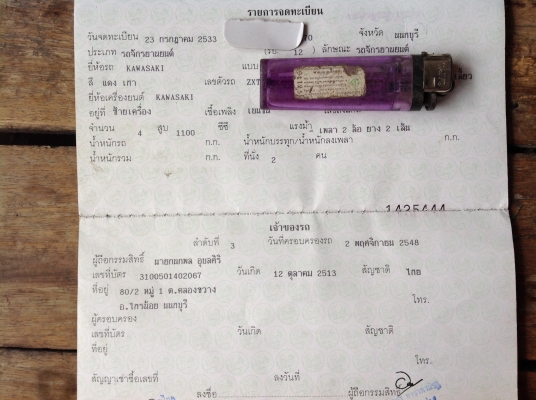 รายการจดทะเบียน
วันจดทะเบียน 23 กรกฎาคม 2533 จังหวัด นนทบุรี
ประเภท รถจักรยานยนต์ 12 ) ลักษณะ รถจักรยานยนต์
ยี่ห้อรถ KAWASAKI แบบ
สี แดง เทา เลขตัวรถ ZXT
ยี่ห้อเครื่องยนต์ KAWASAKI
อยู่ที่ ซ้ายเครื่อง เชื้อเพลิง
จำนวน 4 สูบ 1100 ซีซี แรงม้า เพลา 2 ล้อ ยาง 2 เส้น
น้ำหนักรถ ก.ก. น้ำหนักบรรทุก/น้ำหนักลงเพลา ก.ก.
น้ำหนักรวม ก.ก. ที่นั่ง 2 คน
เจ้าของรถ
ลำดับที่ 3 วันที่ครอบครองรถ 2 พฤศจิกายน 2548
ผู้ถือกรรมสิทธิ์
เลขที่บัตร 3100501402067 วันเกิด 12 ตุลาคม 2513 สัญชาติ ไทย
ที่อยู่ 80/2 หมู่ 1 ต.คลองขวาง
อ.ไทรน้อย นนทบุรี โทร.
ผู้ครอบครอง
เลขที่บัตร วันเกิด สัญชาติ
ที่อยู่
โทร.
สัญญาเช่าซื้อเลขที่ ลงวันที่
ลงชื่อ ผู้ถือกรรมสิทธิ์